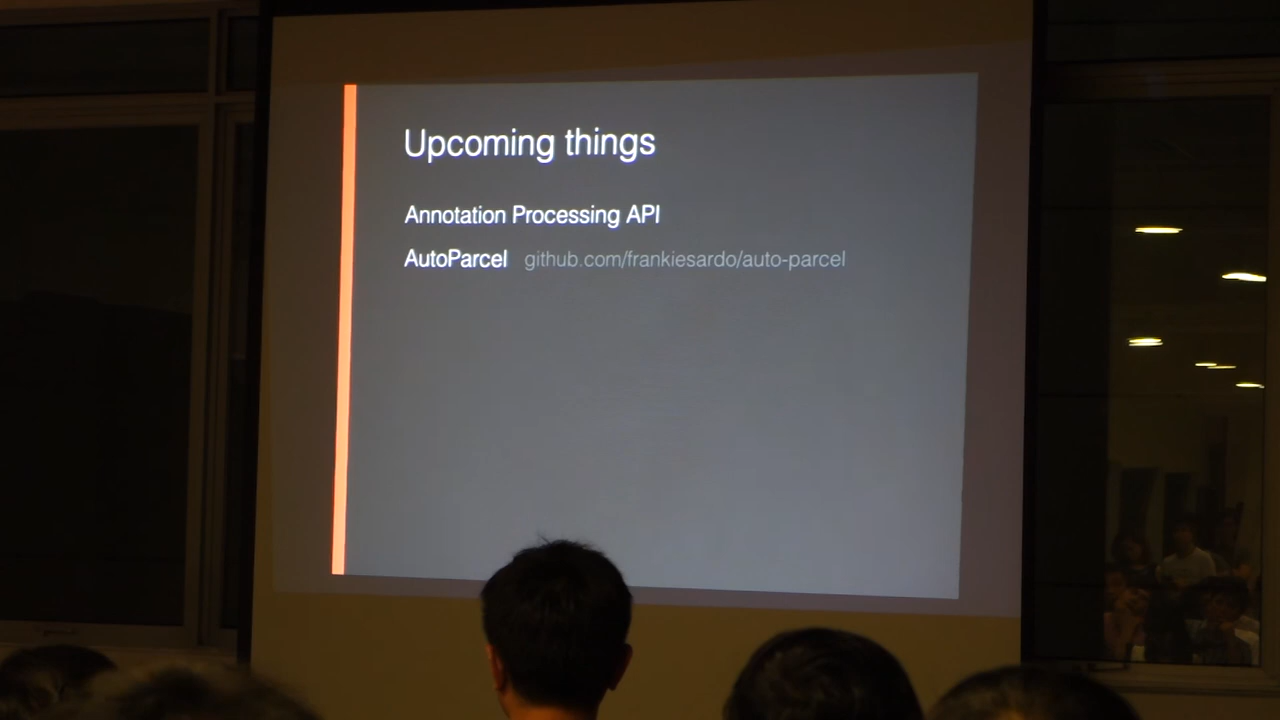 Upcoming things
Annotation Processing API
AutoParcel github.com/frankiesardo/auto-parcel